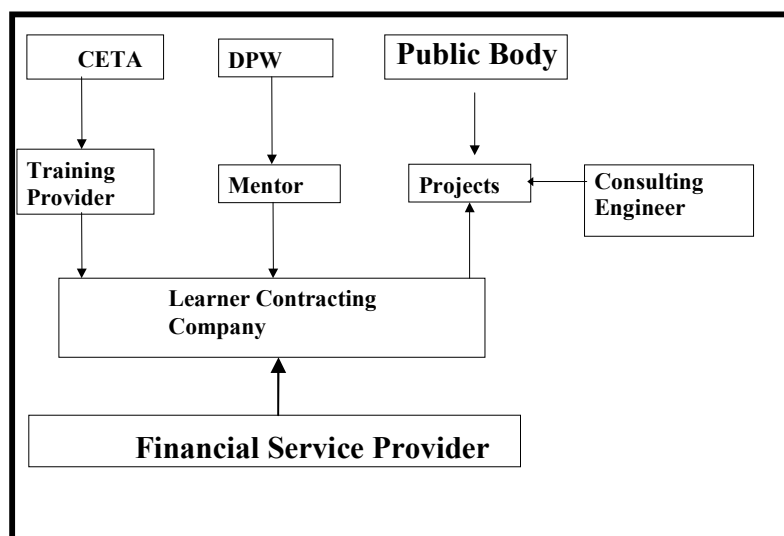 CETA
DPW
Public Body
Training
Provider
Mentor
Projects
Consulting
Engineer
Learner Contracting
Company
Financial Service Provider